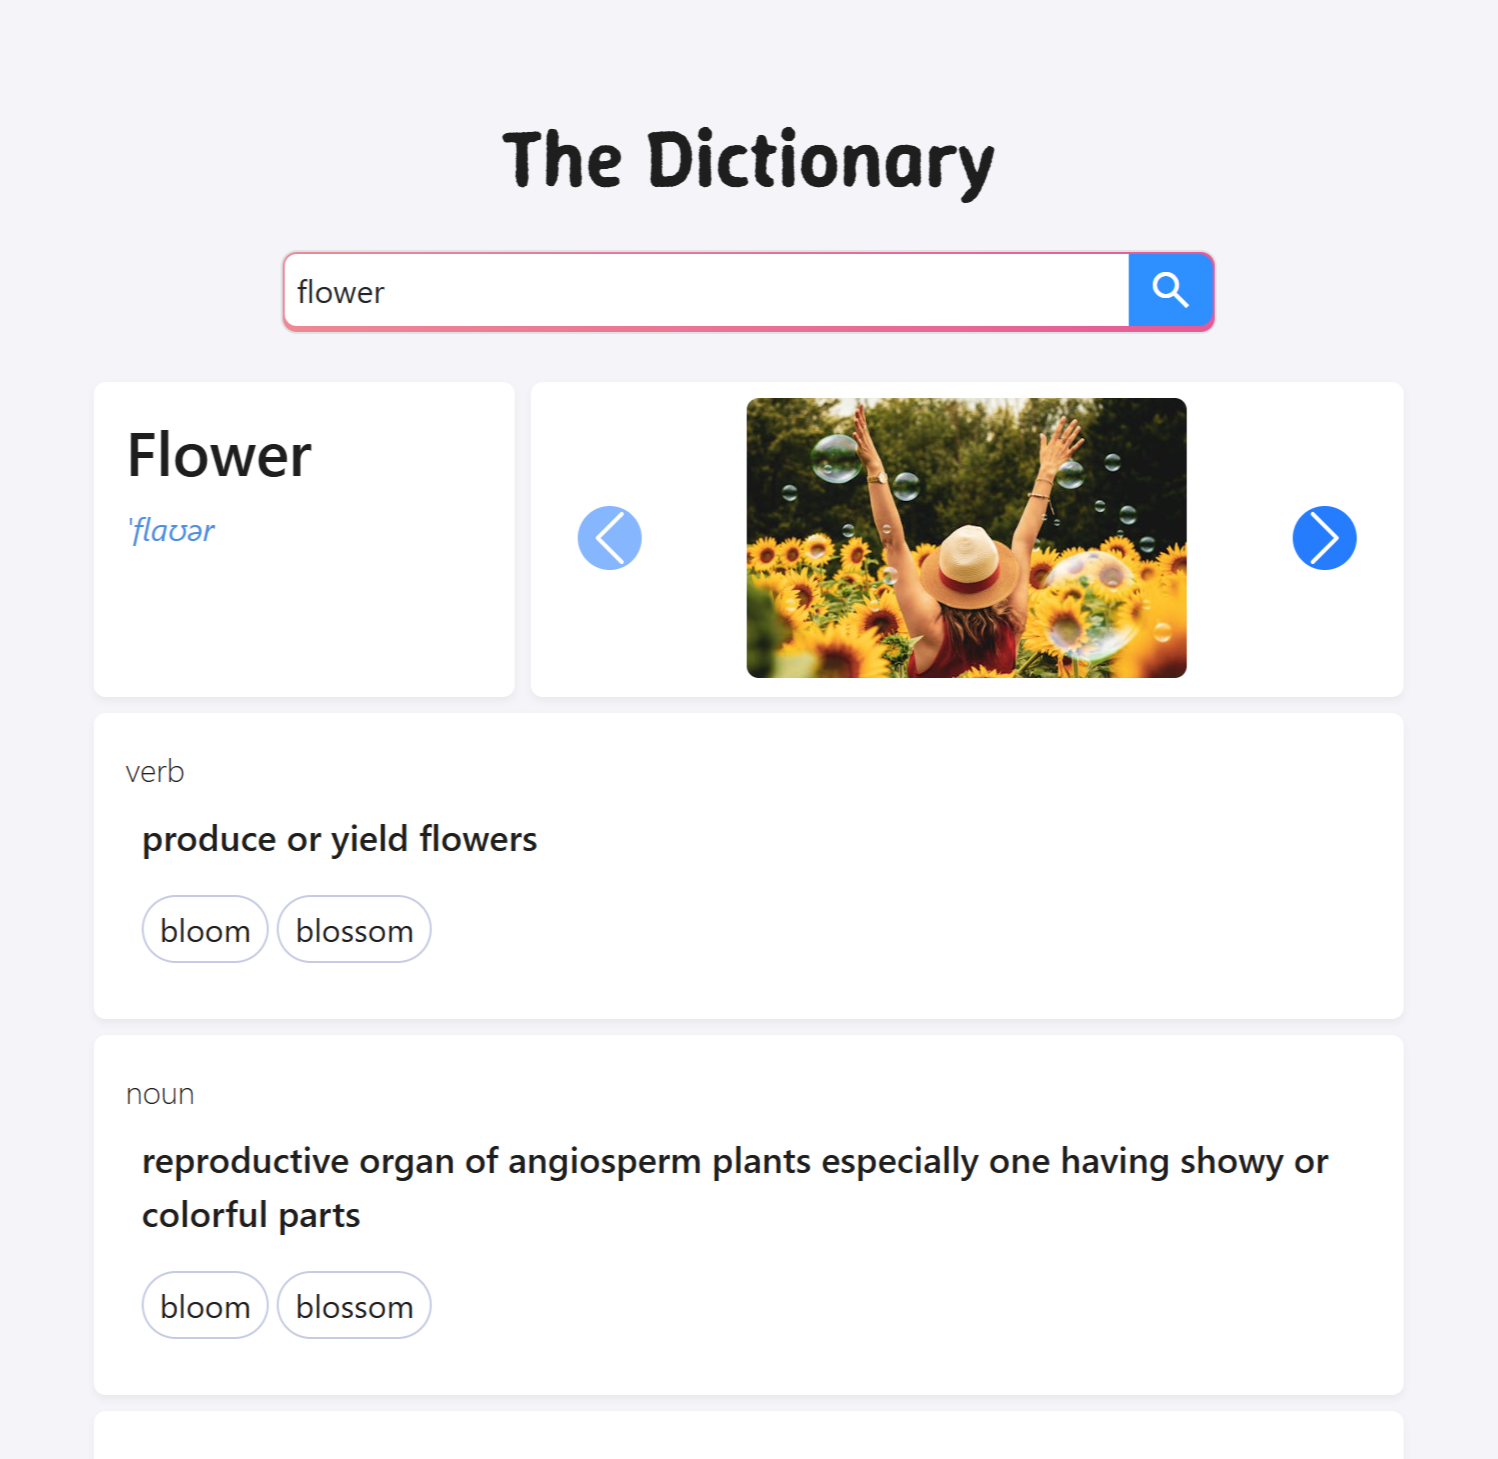 The Dictionary
flower
Flower
'flaʊər
verb
produce or yield flowers
bloom blossom
noun
reproductive organ of angiosperm plants especially one having showy or
colorful parts
bloom blossom